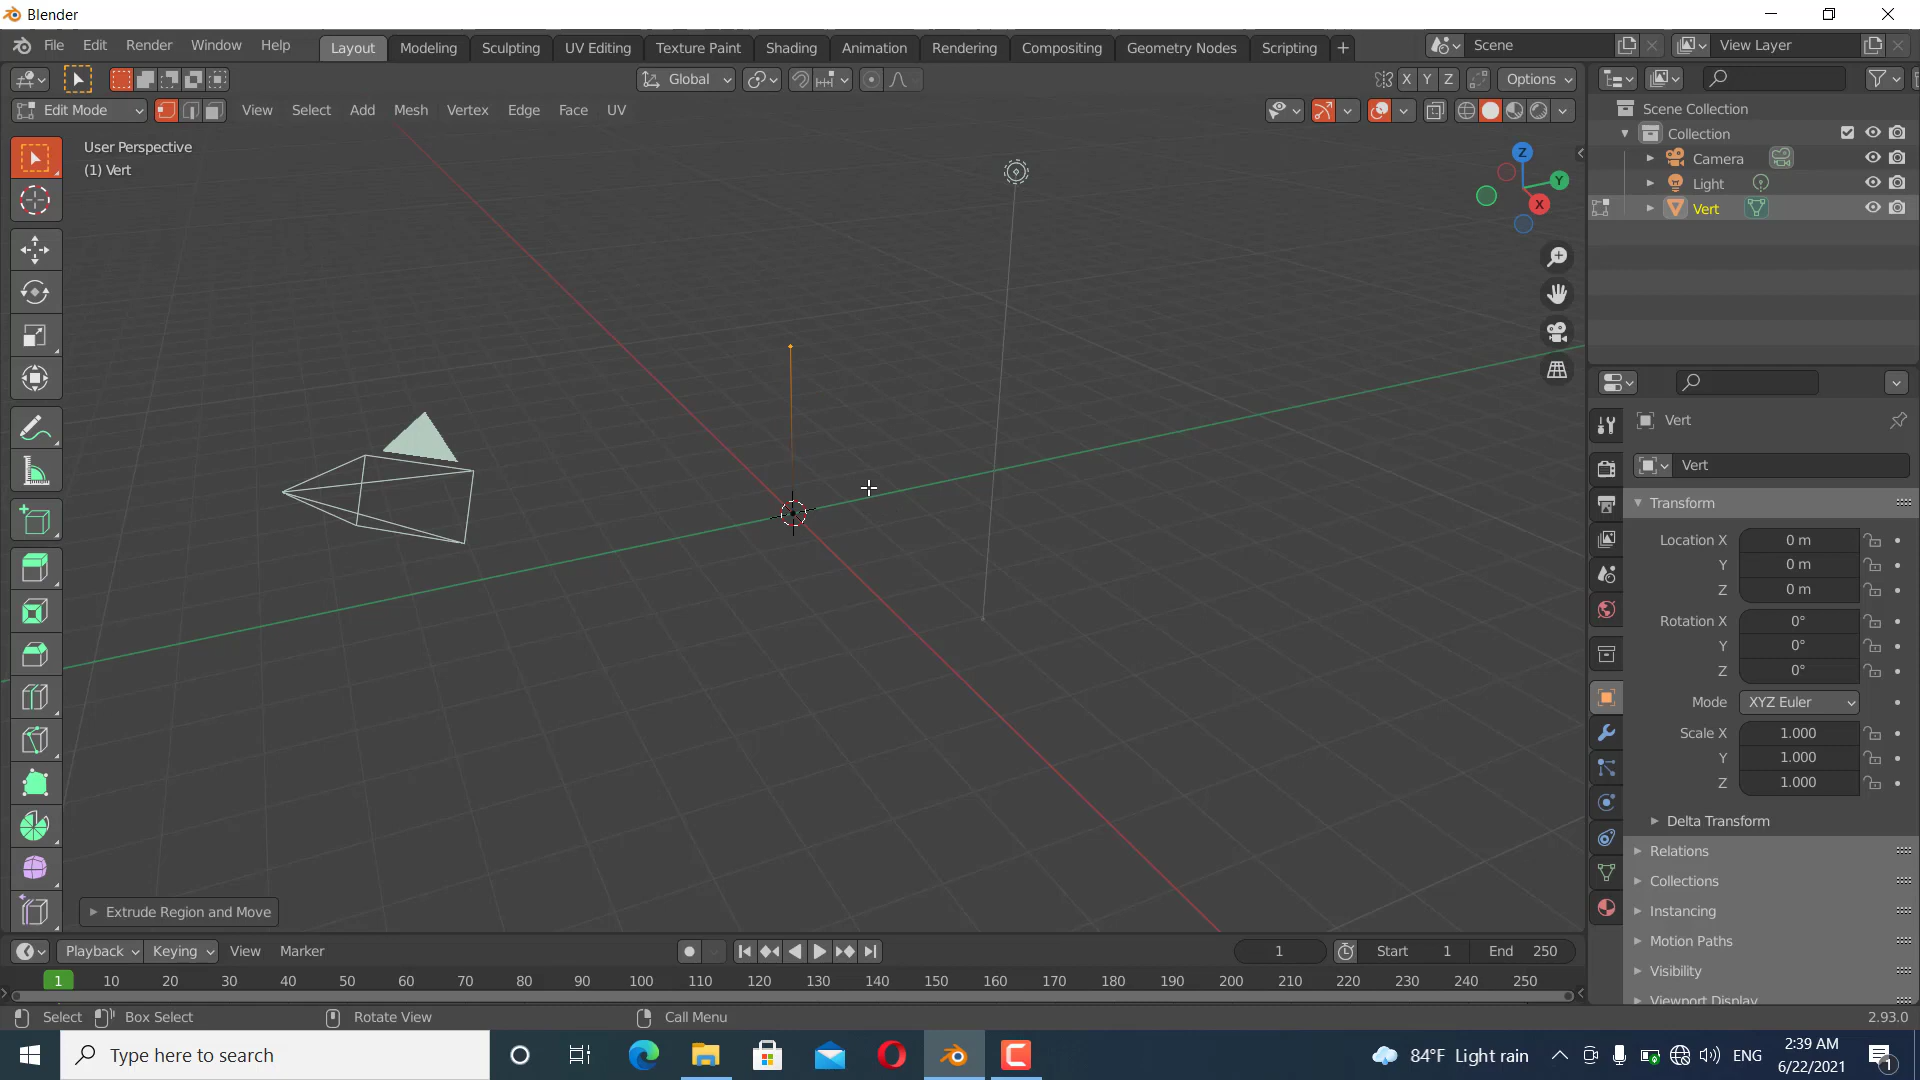 Blender
File Edit Render Window Help Layout Modeling Sculpting UV Editing Texture Paint Shading Animation Rendering Compositing Geometry Nodes Scripting + Scene View Layer
Global X Y Z Options
Edit Mode View Select Add Mesh Vertex Edge Face UV
User Perspective
(1) Vert
Z
Y
X
Scene Collection
Collection
Camera
Light
Vert
Vert
Vert
Transform
Location X 0 m
Y 0 m
Z 0 m
Rotation X 0°
Y 0°
Z 0°
Mode XYZ Euler
Scale X 1.000
Y 1.000
Z 1.000
Delta Transform
Relations
Collections
Instancing
Motion Paths
Visibility
Viewport Display
Extrude Region and Move
Playback Keying View Marker 1 Start 1 End 250
1 10 20 30 40 50 60 70 80 90 100 110 120 130 140 150 160 170 180 190 200 210 220 230 240 250
Select Box Select Rotate View Call Menu 2.93.0
Type here to search 84°F Light rain ENG 2:39 AM
6/22/2021 1